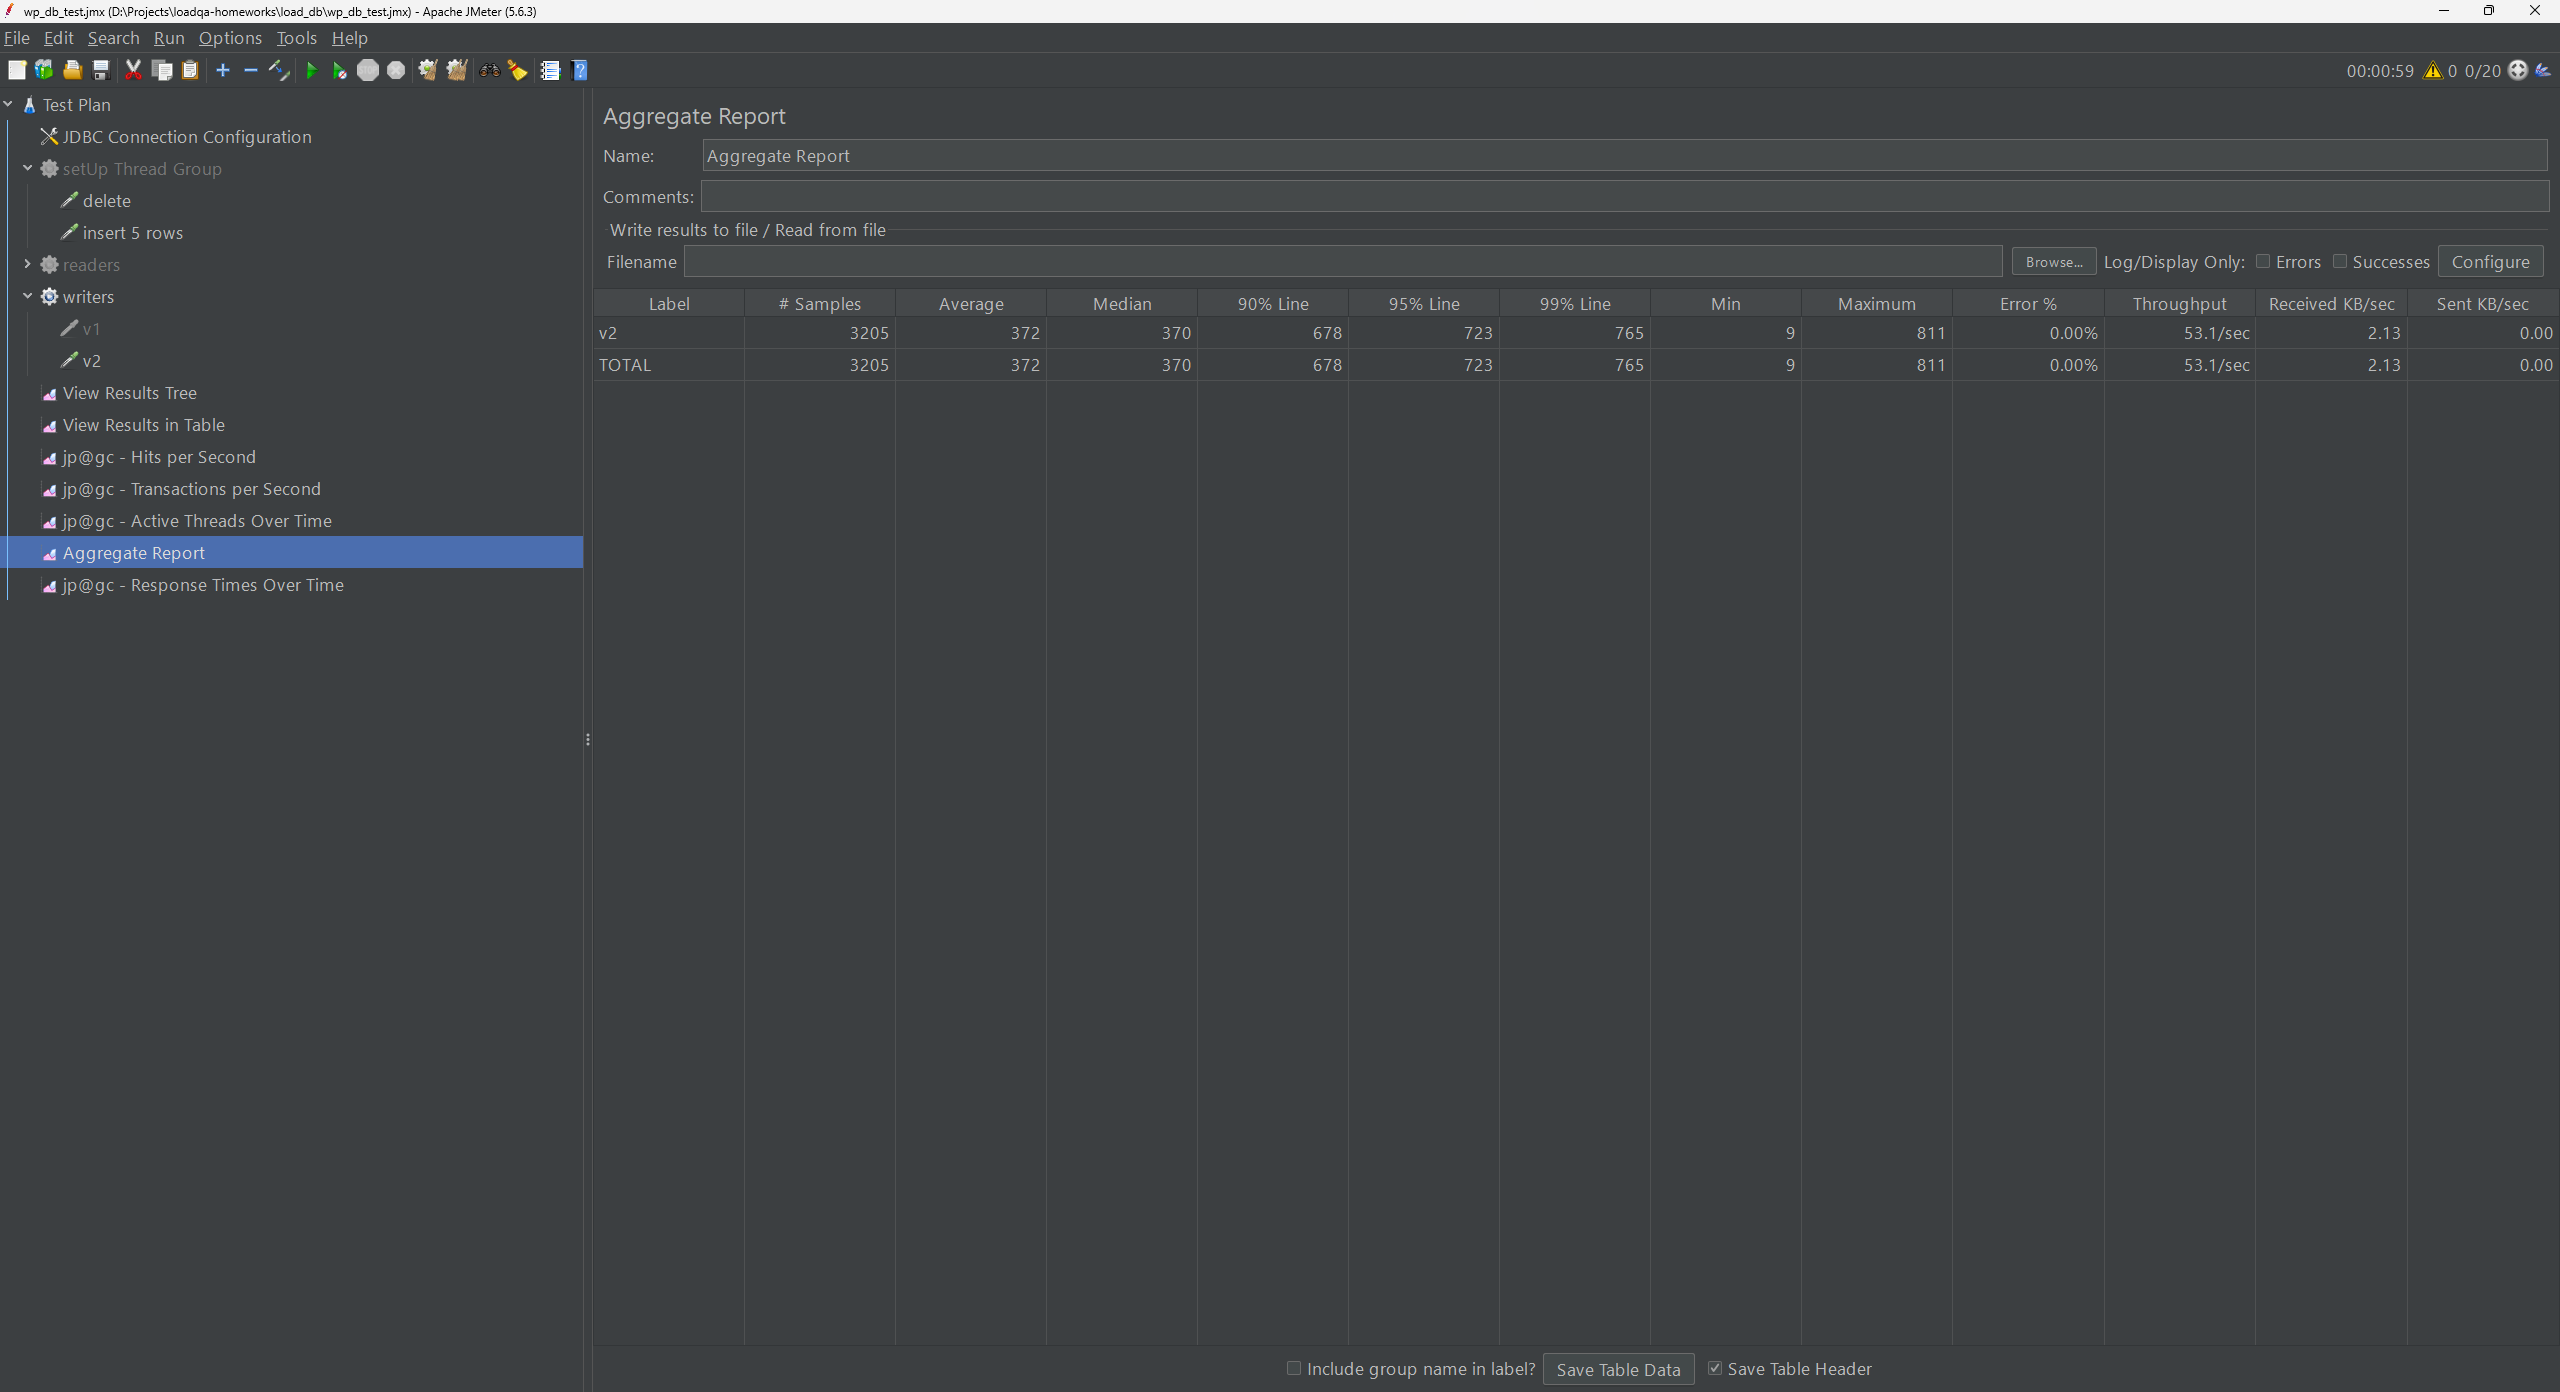 wp_db_test.jmx (D:\Projects\loadqa-homeworks\load_db\wp_db_test.jmx) - Apache JMeter (5.6.3)
File Edit Search Run Options Tools Help
00:00:59 0 0/20
Test Plan
JDBC Connection Configuration
setUp Thread Group
delete
insert 5 rows
readers
writers
v1
v2
View Results Tree
View Results in Table
jp@gc - Hits per Second
jp@gc - Transactions per Second
jp@gc - Active Threads Over Time
Aggregate Report
jp@gc - Response Times Over Time
Aggregate Report
Name: Aggregate Report
Comments:
Write results to file / Read from file
Filename Browse... Log/Display Only: Errors Successes Configure
Label # Samples Average Median 90% Line 95% Line 99% Line Min Maximum Error % Throughput Received KB/sec Sent KB/sec
v2 3205 372 370 678 723 765 9 811 0.00% 53.1/sec 2.13 0.00
TOTAL 3205 372 370 678 723 765 9 811 0.00% 53.1/sec 2.13 0.00
Include group name in label? Save Table Data Save Table Header